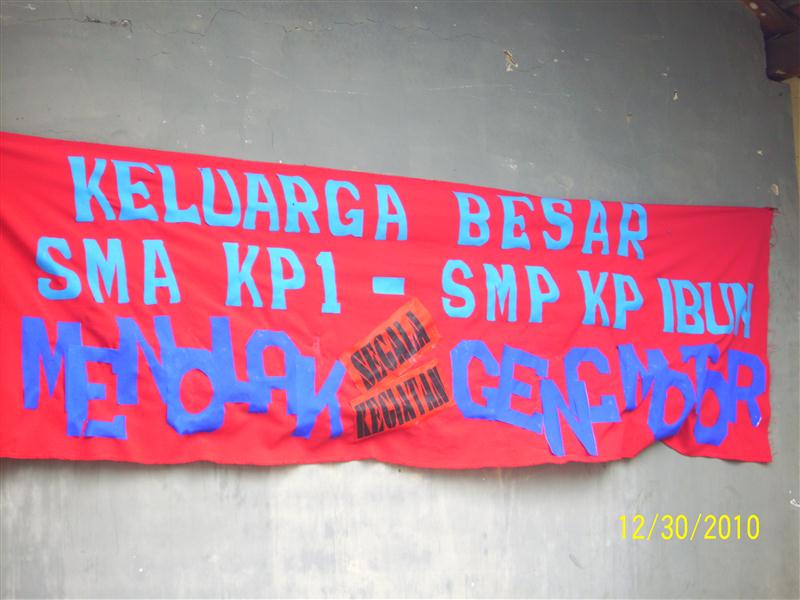 KELUARGA BESAR
SMA KP1 - SMP KP IBUN
MENOLAK SEGALA KEGIATAN GENG MOTOR
12/30/2010